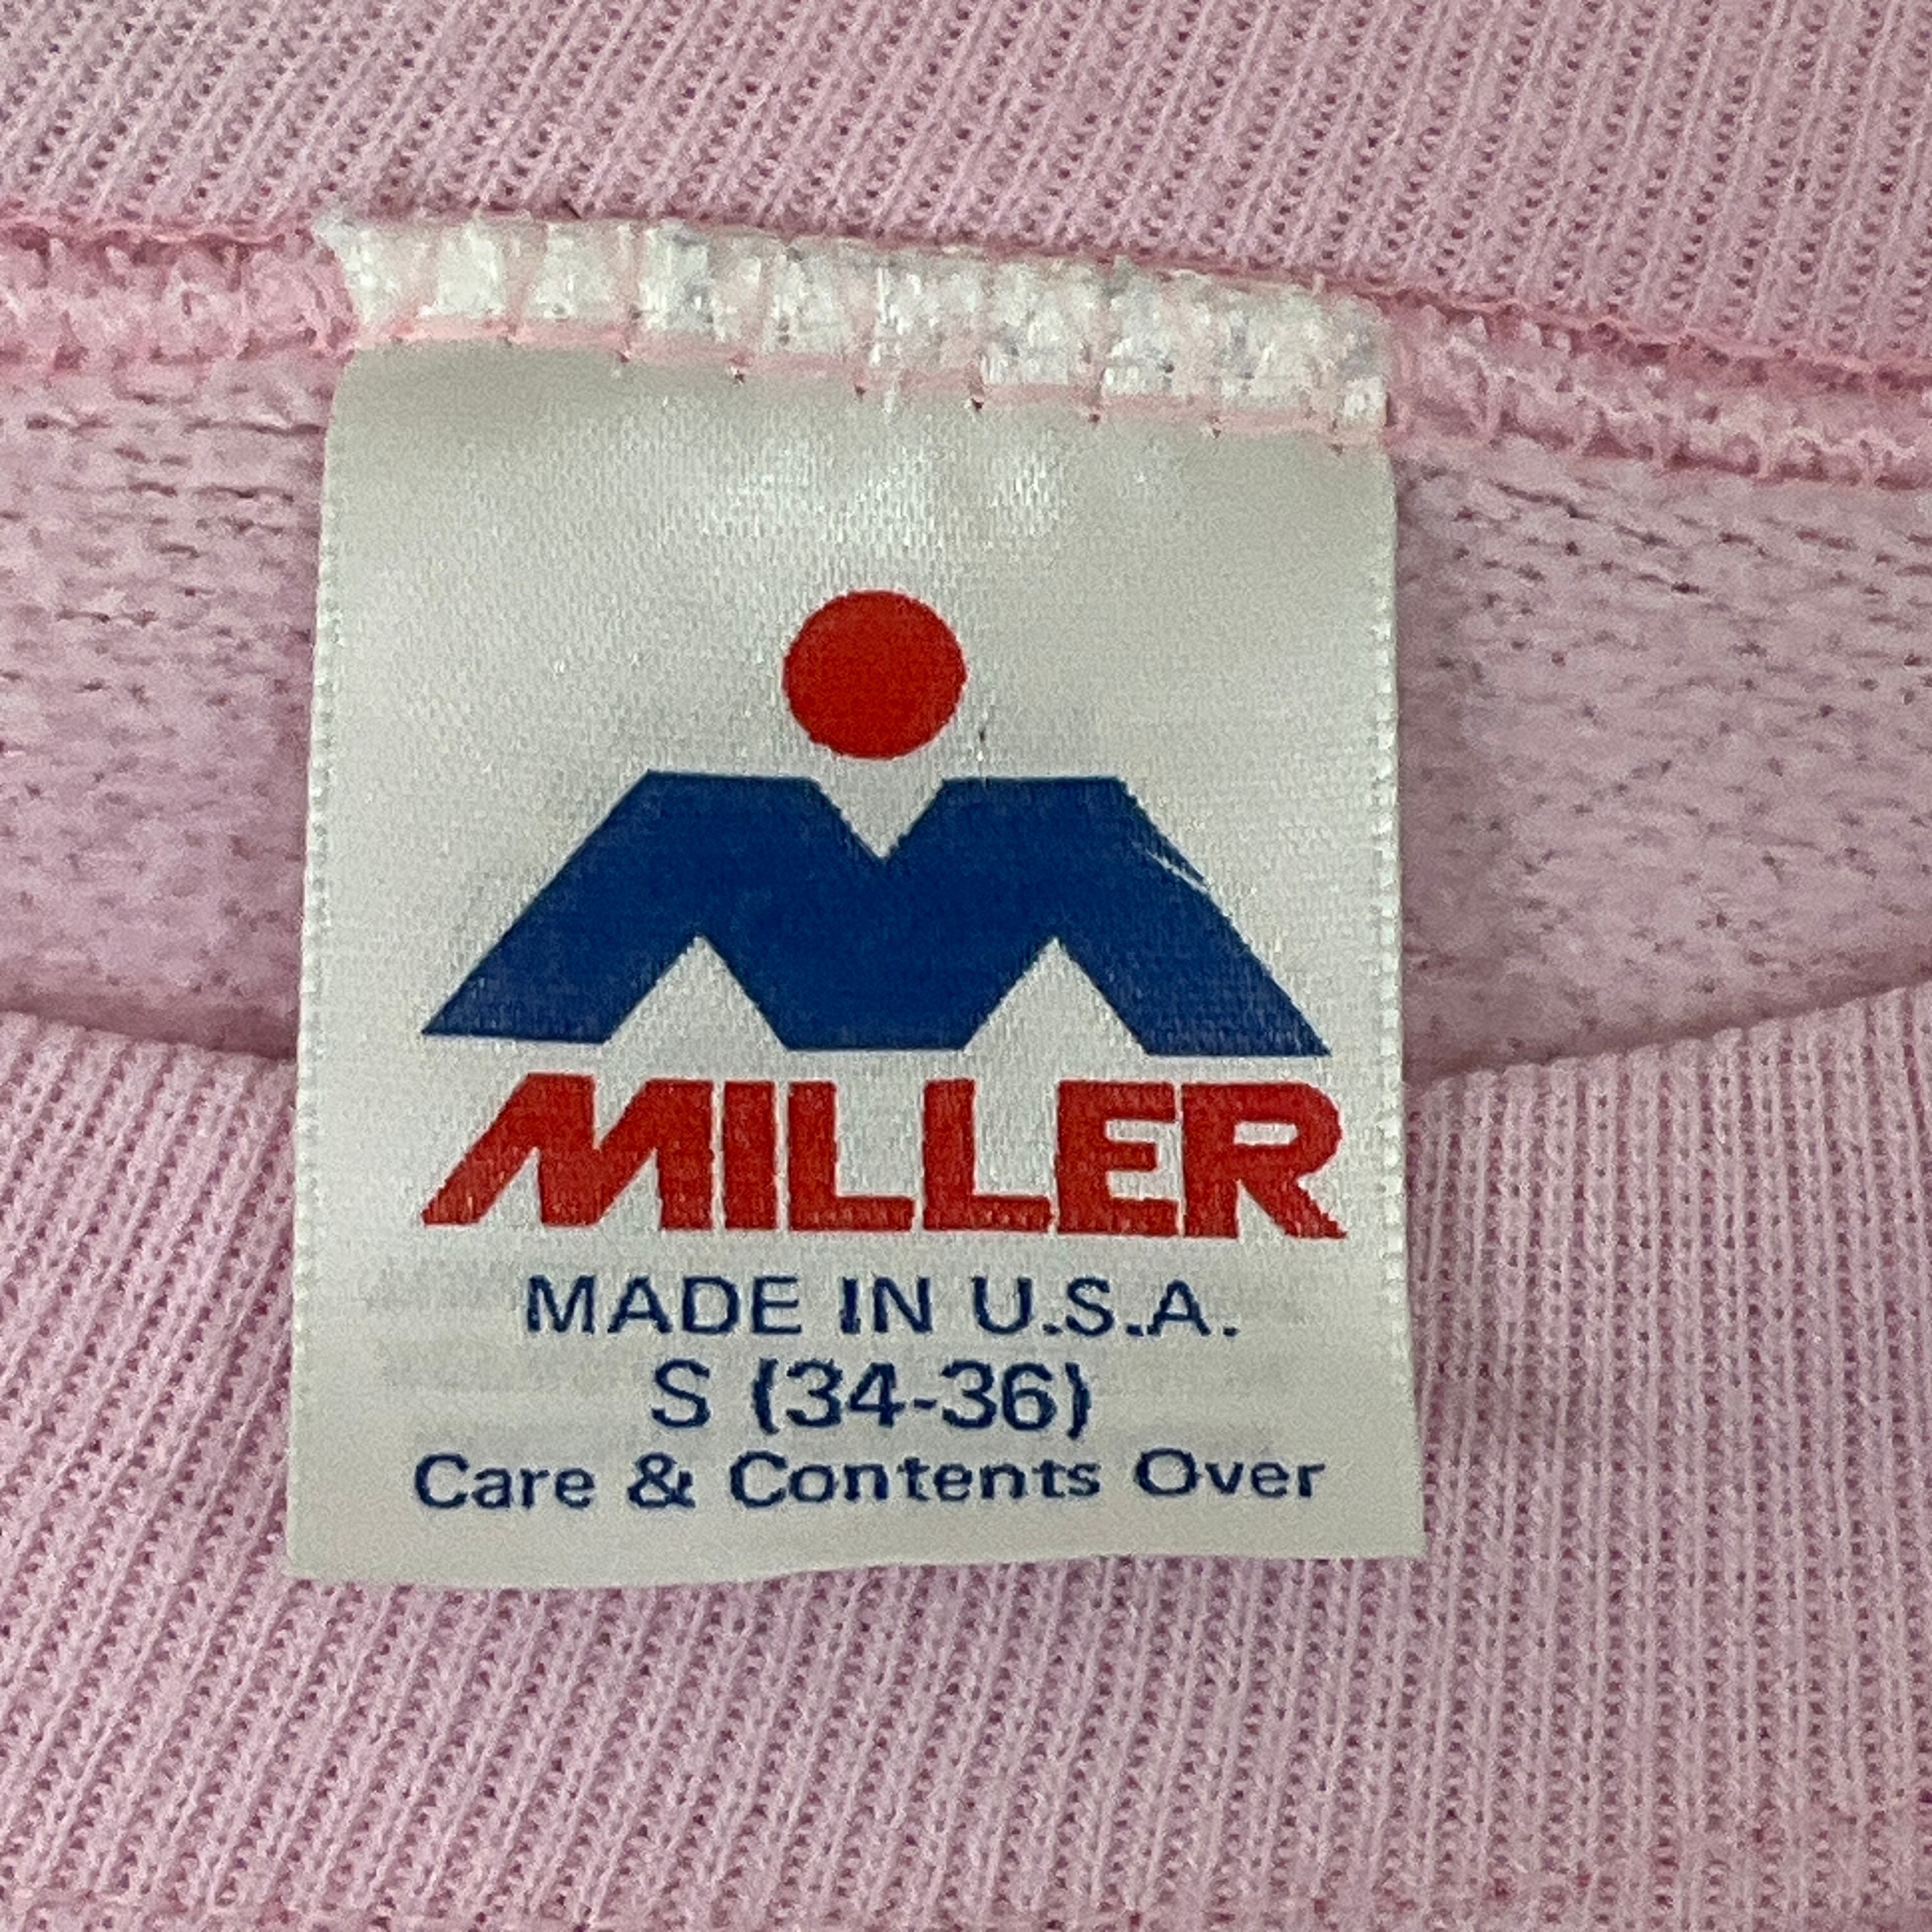 MILLER
MADE IN U.S.A.
S (34-36)
Care & Contents Over